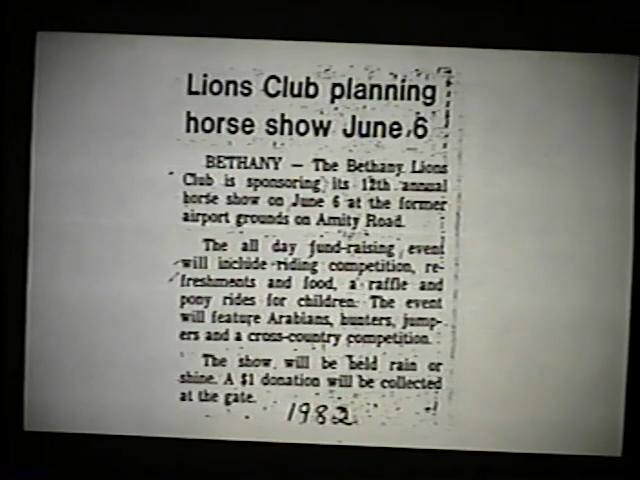 Lions Club planning
horse show June 6
BETHANY — The Bethany Lions
Club is sponsoring its 12th annual
horse show on June 6 at the former
airport grounds on Amity Road.
The all day fund-raising event
will include riding competition, re-
freshments and food, a raffle and
pony rides for children. The event
will feature Arabians, hunters, jump-
ers and a cross-country competition.
The show will be held rain or
shine. A $1 donation will be collected
at the gate.
1982